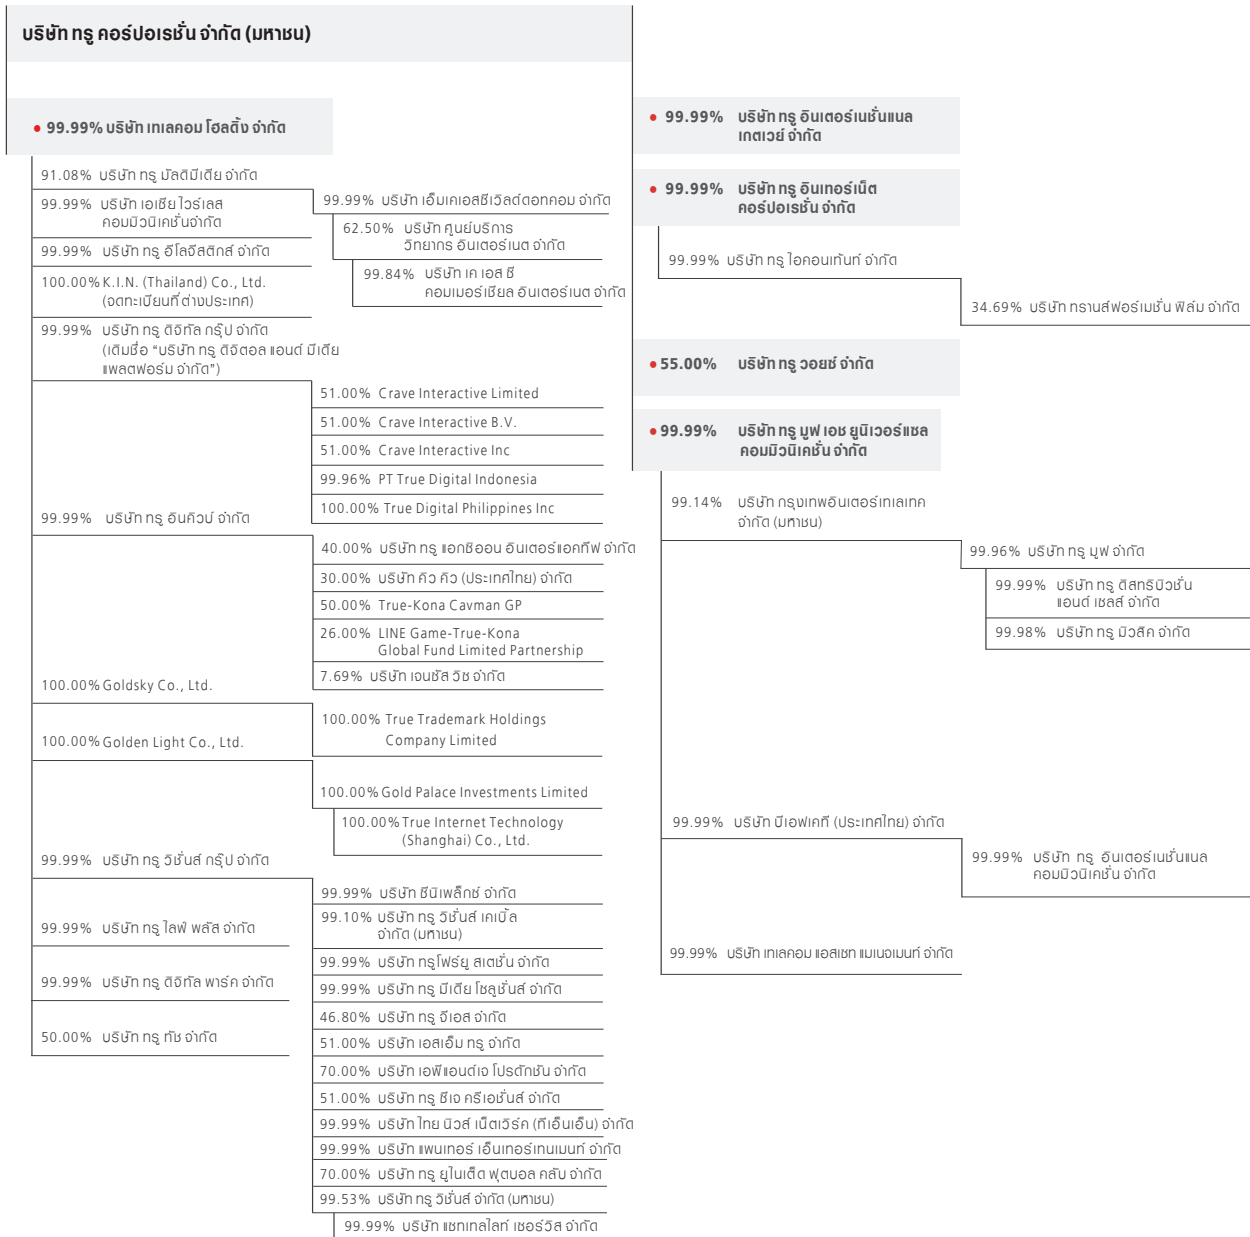 บริษัท ทรู คอร์ปอเรชั่น จำกัด (มหาชน)
• 99.99% บริษัท เทเลคอม โฮลดิ้ง จำกัด
91.08% บริษัท ทรู มัลติมีเดีย จำกัด
99.99% บริษัท เอ็มเคเอสซีเวิลด์ดอทคอม จำกัด
62.50% บริษัท ศูนย์บริการ
วิทยากร อินเตอร์เนต จำกัด
99.84% บริษัท เค เอส ซี
คอมเมอร์เชียล อินเตอร์เนต จำกัด
99.99% บริษัท เอเชีย ไวร์เลส
คอมมิวนิเคชั่นจำกัด
99.99% บริษัท ทรู อีโลจีสติกส์ จำกัด
100.00% K.I.N. (Thailand) Co., Ltd.
(จดทะเบียนที่ต่างประเทศ)
99.99% บริษัท ทรู ดิจิทัล กรุ๊ป จำกัด
(เดิมชื่อ “บริษัท ทรู ดิจิตอล แอนด์ มีเดีย
แพลตฟอร์ม จำกัด”)
51.00% Crave Interactive Limited
51.00% Crave Interactive B.V.
51.00% Crave Interactive Inc
99.96% PT True Digital Indonesia
100.00% True Digital Philippines Inc
99.99% บริษัท ทรู อินคิวบ์ จำกัด
40.00% บริษัท ทรู แอกซิออน อินเตอร์แอคทีฟ จำกัด
30.00% บริษัท คิว คิว (ประเทศไทย) จำกัด
50.00% True-Kona Cavman GP
26.00% LINE Game-True-Kona
Global Fund Limited Partnership
7.69% บริษัท เจนซัส วิช จำกัด
100.00% Goldsky Co., Ltd.
100.00% True Trademark Holdings
Company Limited
100.00% Golden Light Co., Ltd.
100.00% Gold Palace Investments Limited
100.00% True Internet Technology
(Shanghai) Co., Ltd.
99.99% บริษัท ทรู วิชั่นส์ กรุ๊ป จำกัด
99.99% บริษัท ซีนิเพล็กซ์ จำกัด
99.10% บริษัท ทรู วิชั่นส์ เคเบิ้ล
จำกัด (มหาชน)
99.99% บริษัท ทรูโฟร์ยู สเตชั่น จำกัด
99.99% บริษัท ทรู มีเดีย โซลูชั่นส์ จำกัด
46.80% บริษัท ทรู จีเอส จำกัด
51.00% บริษัท เอสเอ็ม ทรู จำกัด
70.00% บริษัท เอพีแอนด์เจ โปรดักชัน จำกัด
51.00% บริษัท ทรู ซีเจ ครีเอชั่นส์ จำกัด
99.99% บริษัท ไทย นิวส์ เน็ตเวิร์ค (ทีเอ็นเอ็น) จำกัด
99.99% บริษัท แพนเทอร์ เอ็นเทอร์เทนเมนท์ จำกัด
70.00% บริษัท ทรู ยูไนเต็ด ฟุตบอล คลับ จำกัด
99.53% บริษัท ทรู วิชั่นส์ จำกัด (มหาชน)
99.99% บริษัท แซทเทลไลท์ เซอร์วิส จำกัด
99.99% บริษัท ทรู ไลฟ์ พลัส จำกัด
99.99% บริษัท ทรู ดิจิทัล พาร์ค จำกัด
50.00% บริษัท ทรู ทัช จำกัด
• 99.99% บริษัท ทรู อินเตอร์เนชั่นแนล
เกตเวย์ จำกัด
• 99.99% บริษัท ทรู อินเทอร์เน็ต
คอร์ปอเรชั่น จำกัด
99.99% บริษัท ทรู ไอคอนเท้นท์ จำกัด
34.69% บริษัท ทรานส์ฟอร์เมชั่น ฟิล์ม จำกัด
• 55.00% บริษัท ทรู วอยซ์ จำกัด
• 99.99% บริษัท ทรู มูฟ เอช ยูนิเวอร์แซล
คอมมิวนิเคชั่น จำกัด
99.14% บริษัท กรุงเทพอินเตอร์เทเลเทค
จำกัด (มหาชน)
99.96% บริษัท ทรู มูฟ จำกัด
99.99% บริษัท ทรู ดิสทริบิวชั่น
แอนด์ เซลส์ จำกัด
99.98% บริษัท ทรู มิวสิค จำกัด
99.99% บริษัท บีเอฟเคที (ประเทศไทย) จำกัด
99.99% บริษัท ทรู อินเตอร์เนชั่นแนล
คอมมิวนิเคชั่น จำกัด
99.99% บริษัท เทเลคอม แอสเซท แมเนจเมนท์ จำกัด